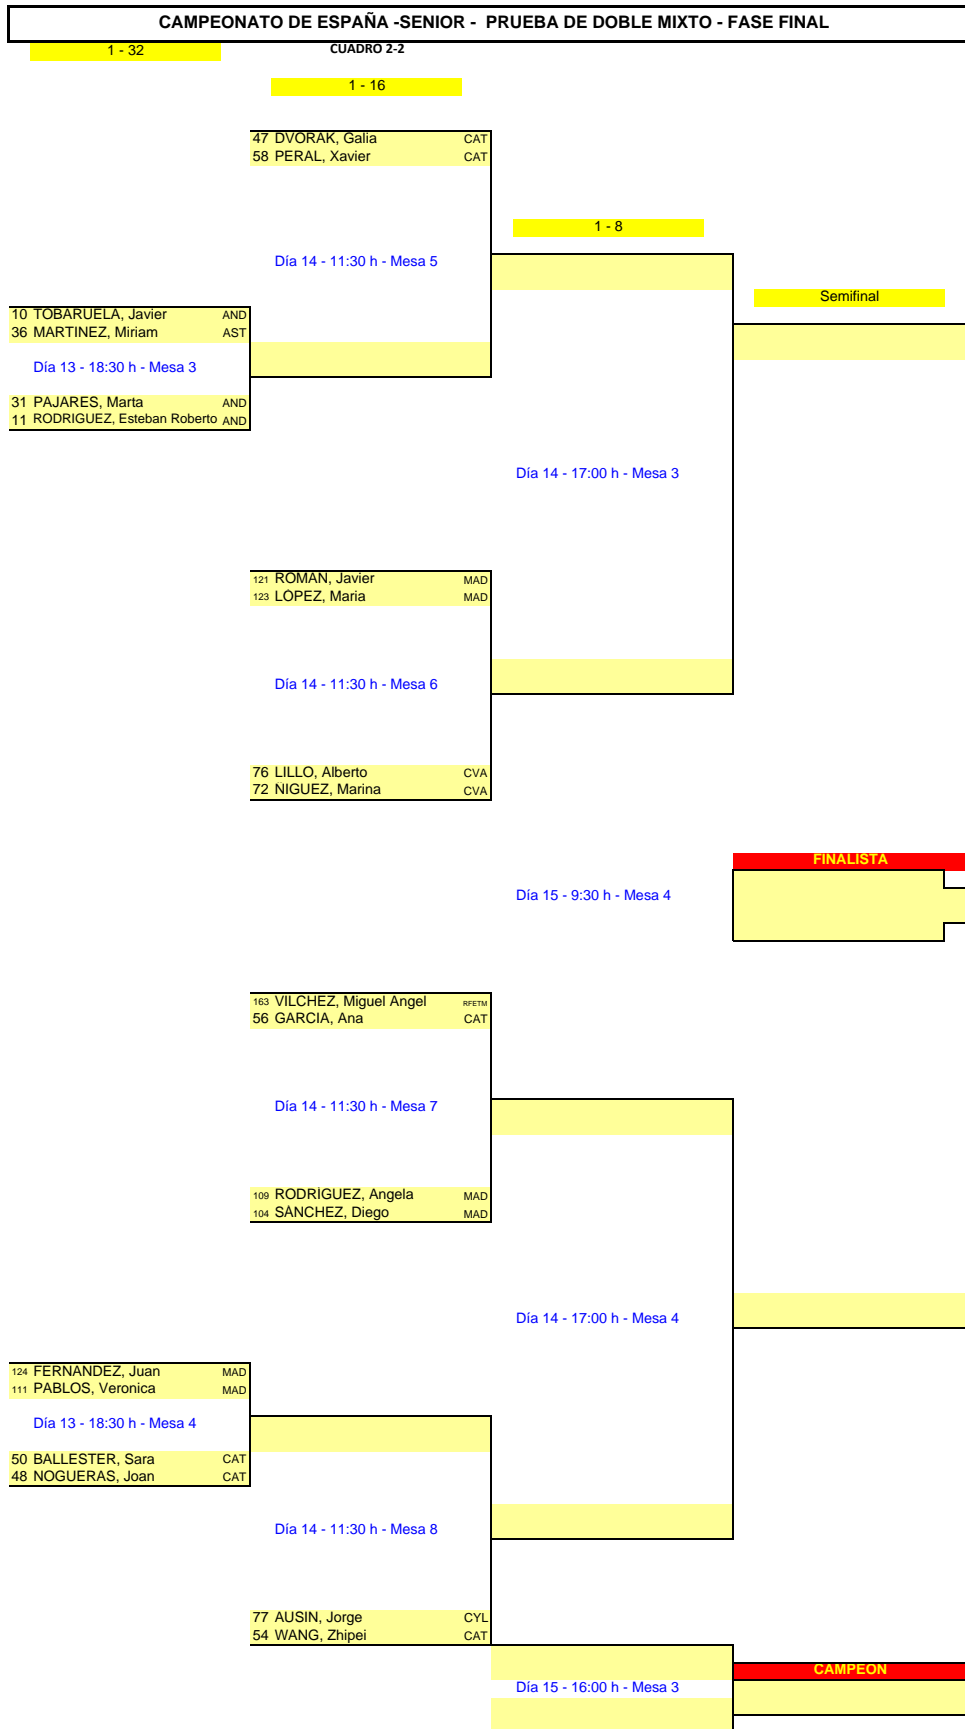 CAMPEONATO DE ESPAÑA -SENIOR - PRUEBA DE DOBLE MIXTO - FASE FINAL
1 - 32
CUADRO 2-2
1 - 16
47 DVORAK, Galia CAT
58 PERAL, Xavier CAT
1 - 8
Día 14 - 11:30 h - Mesa 5
Semifinal
10 TOBARUELA, Javier AND
36 MARTINEZ, Miriam AST
Día 13 - 18:30 h - Mesa 3
31 PAJARES, Marta AND
11 RODRIGUEZ, Esteban Roberto AND
Día 14 - 17:00 h - Mesa 3
121 ROMAN, Javier MAD
123 LÓPEZ, Maria MAD
Día 14 - 11:30 h - Mesa 6
76 LILLO, Alberto CVA
72 ÑIGUEZ, Marina CVA
FINALISTA
Día 15 - 9:30 h - Mesa 4
163 VILCHEZ, Miguel Angel RFETM
56 GARCIA, Ana CAT
Día 14 - 11:30 h - Mesa 7
109 RODRÍGUEZ, Angela MAD
104 SÁNCHEZ, Diego MAD
Día 14 - 17:00 h - Mesa 4
124 FERNANDEZ, Juan MAD
111 PABLOS, Veronica MAD
Día 13 - 18:30 h - Mesa 4
50 BALLESTER, Sara CAT
48 NOGUERAS, Joan CAT
Día 14 - 11:30 h - Mesa 8
77 AUSIN, Jorge CYL
54 WANG, Zhipei CAT
CAMPEON
Día 15 - 16:00 h - Mesa 3